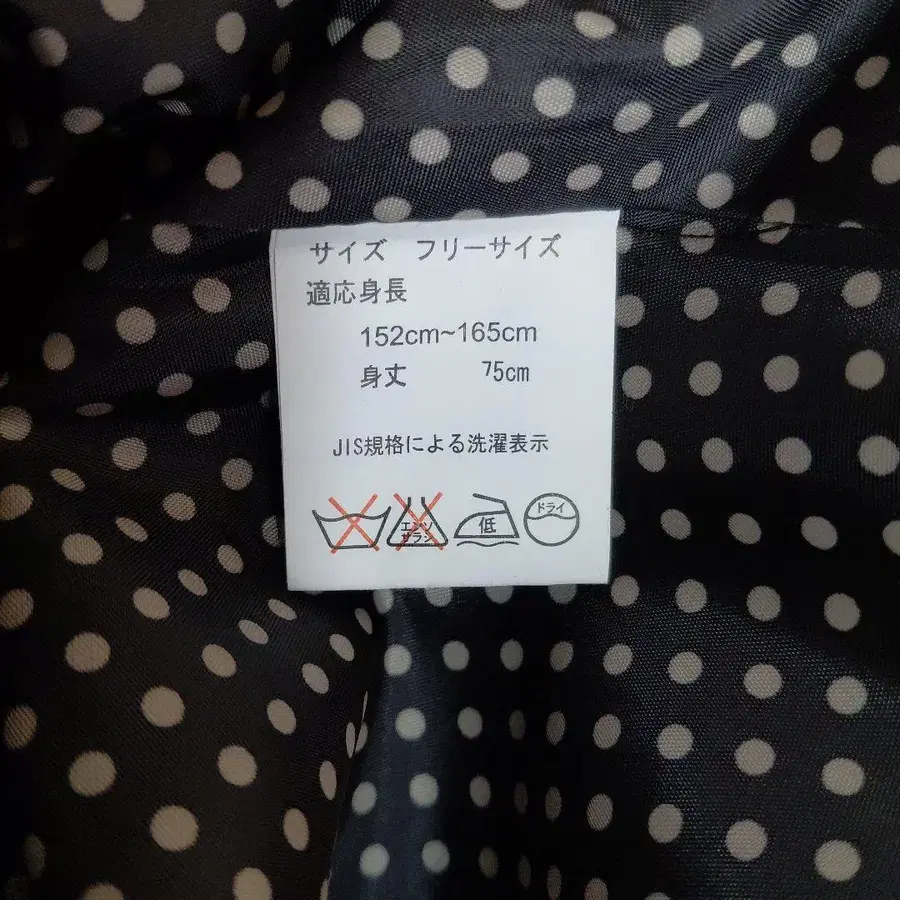 サイズ フリーサイズ
適応身長
152cm~165cm
身丈 75cm
JIS規格による洗濯表示
エンソ
サラシ
低
ドライ